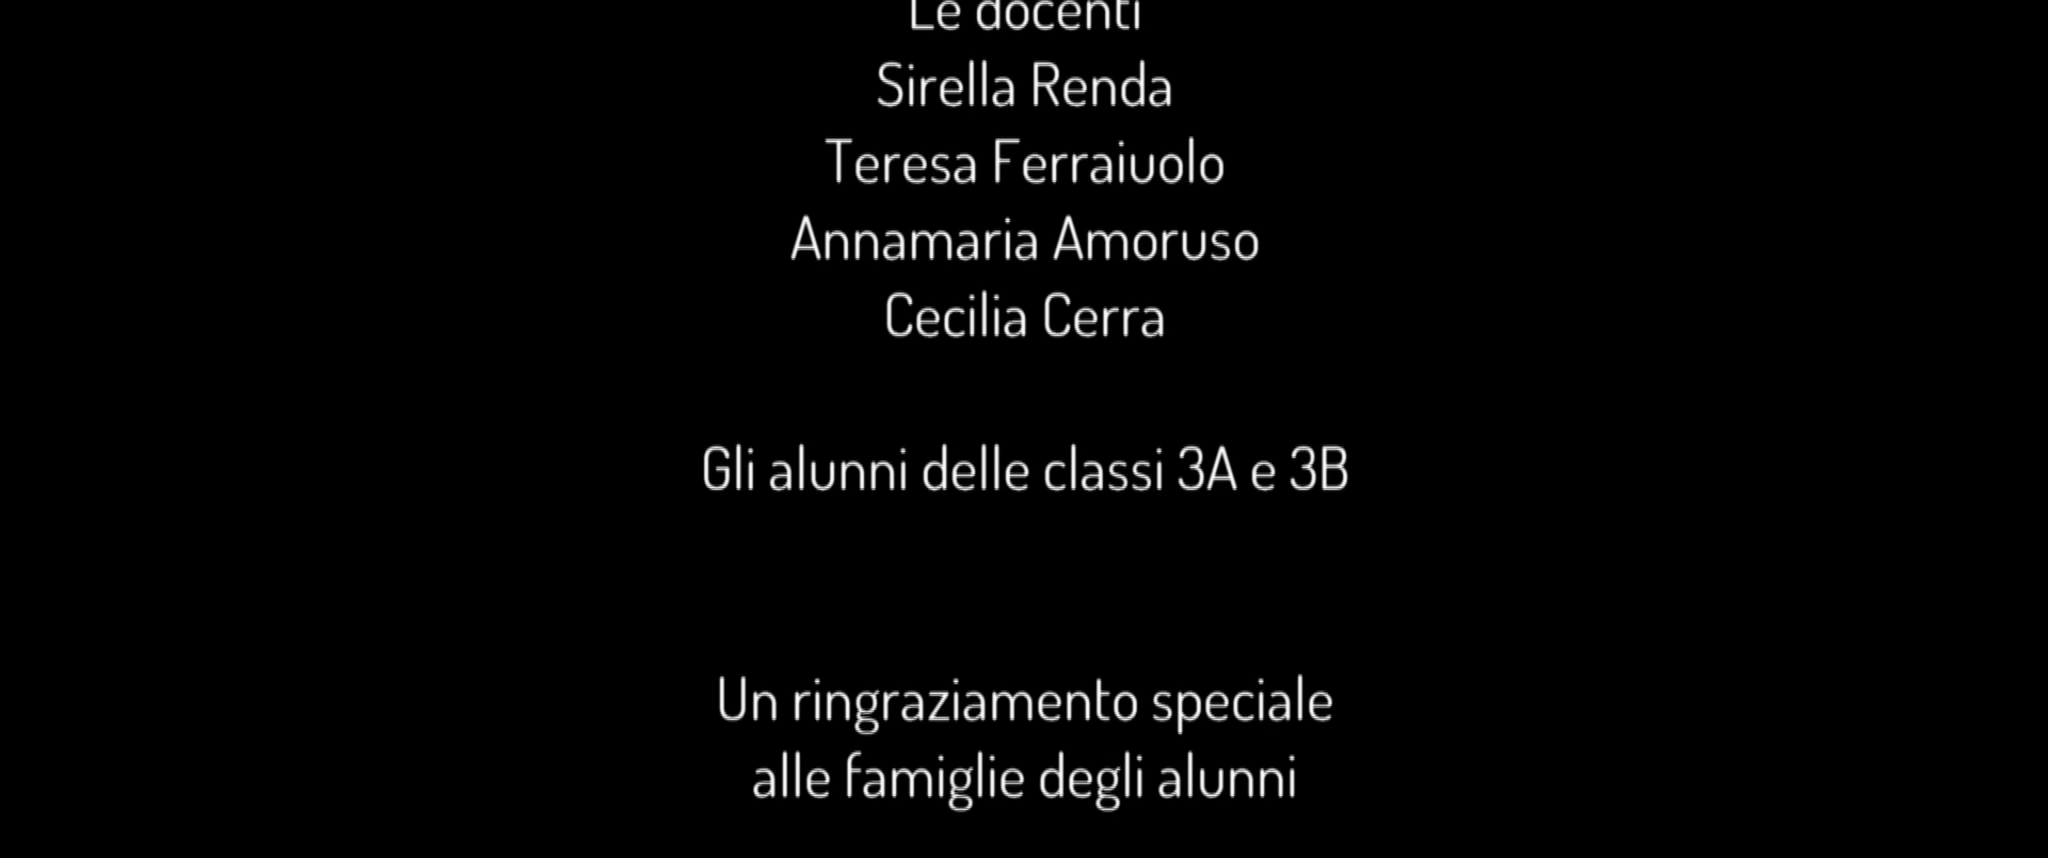 Le docenti
Sirella Renda
Teresa Ferraiuolo
Annamaria Amoruso
Cecilia Cerra
Gli alunni delle classi 3A e 3B
Un ringraziamento speciale
alle famiglie degli alunni